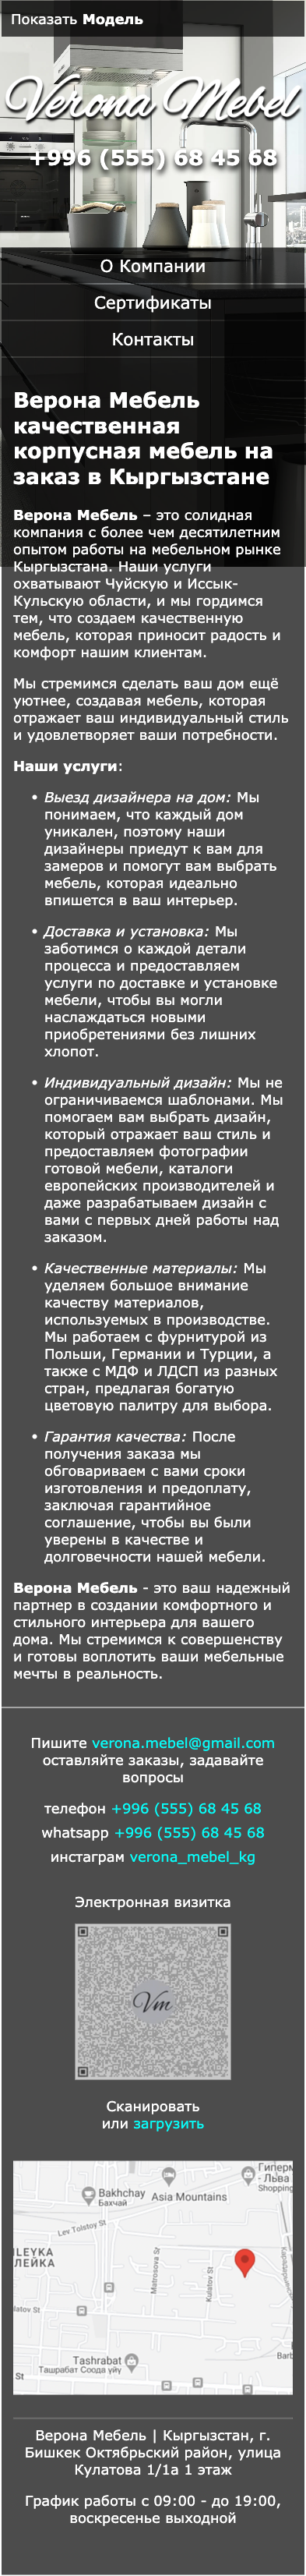 Показать Модель
Verona Mebel
+996 (555) 68 45 68
О Компании
Сертификаты
Контакты
Верона Мебель
качественная
корпусная мебель на
заказ в Кыргызстане
Верона Мебель – это солидная
компания с более чем десятилетним
опытом работы на мебельном рынке
Кыргызстана. Наши услуги
охватывают Чуйскую и Иссык-
Кульскую области, и мы гордимся
тем, что создаем качественную
мебель, которая приносит радость и
комфорт нашим клиентам.
Мы стремимся сделать ваш дом ещё
уютнее, создавая мебель, которая
отражает ваш индивидуальный стиль
и удовлетворяет ваши потребности.
Наши услуги:
• Выезд дизайнера на дом: Мы
понимаем, что каждый дом
уникален, поэтому наши
дизайнеры приедут к вам для
замеров и помогут вам выбрать
мебель, которая идеально
впишется в ваш интерьер.
• Доставка и установка: Мы
заботимся о каждой детали
процесса и предоставляем
услуги по доставке и установке
мебели, чтобы вы могли
наслаждаться новыми
приобретениями без лишних
хлопот.
• Индивидуальный дизайн: Мы не
ограничиваемся шаблонами. Мы
помогаем вам выбрать дизайн,
который отражает ваш стиль и
предоставляем фотографии
готовой мебели, каталоги
европейских производителей и
даже разрабатываем дизайн с
вами с первых дней работы над
заказом.
• Качественные материалы: Мы
уделяем большое внимание
качеству материалов,
используемых в производстве.
Мы работаем с фурнитурой из
Польши, Германии и Турции, а
также с МДФ и ЛДСП из разных
стран, предлагая богатую
цветовую палитру для выбора.
• Гарантия качества: После
получения заказа мы
обговариваем с вами сроки
изготовления и предоплату,
заключая гарантийное
соглашение, чтобы вы были
уверены в качестве и
долговечности нашей мебели.
Верона Мебель - это ваш надежный
партнер в создании комфортного и
стильного интерьера для вашего
дома. Мы стремимся к совершенству
и готовы воплотить ваши мебельные
мечты в реальность.
Пишите verona.mebel@gmail.com
оставляйте заказы, задавайте
вопросы
телефон +996 (555) 68 45 68
whatsapp +996 (555) 68 45 68
инстаграм verona_mebel_kg
Электронная визитка
Vm
Сканировать
или загрузить
Гиперм
- Льва
Shopping
Bakhchay
Бахчай
Asia Mountains
Lev Tolstoy St
Matrosova St
Kulatov St
ULEYKA
ЛЕЙКА
Tashrabat
Ташрабат Соода үйү
Barb
Верона Мебель | Кыргызстан, г.
Бишкек Октябрьский район, улица
Кулатова 1/1а 1 этаж
График работы с 09:00 - до 19:00,
воскресенье выходной